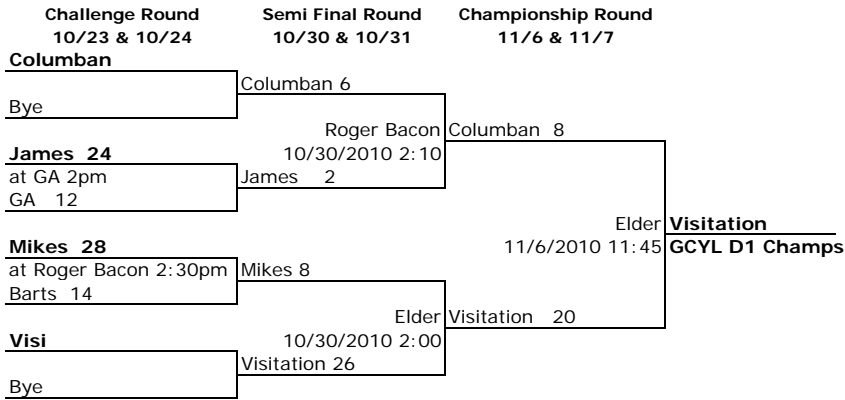 Challenge Round Semi Final Round Championship Round
10/23 & 10/24 10/30 & 10/31 11/6 & 11/7
Columban
Columban 6
Bye
Roger Bacon Columban 8
James 24 10/30/2010 2:10
at GA 2pm James 2
GA 12
Elder Visitation
Mikes 28 11/6/2010 11:45 GCYL D1 Champs
at Roger Bacon 2:30pm Mikes 8
Barts 14
Elder Visitation 20
Visi 10/30/2010 2:00
Visitation 26
Bye